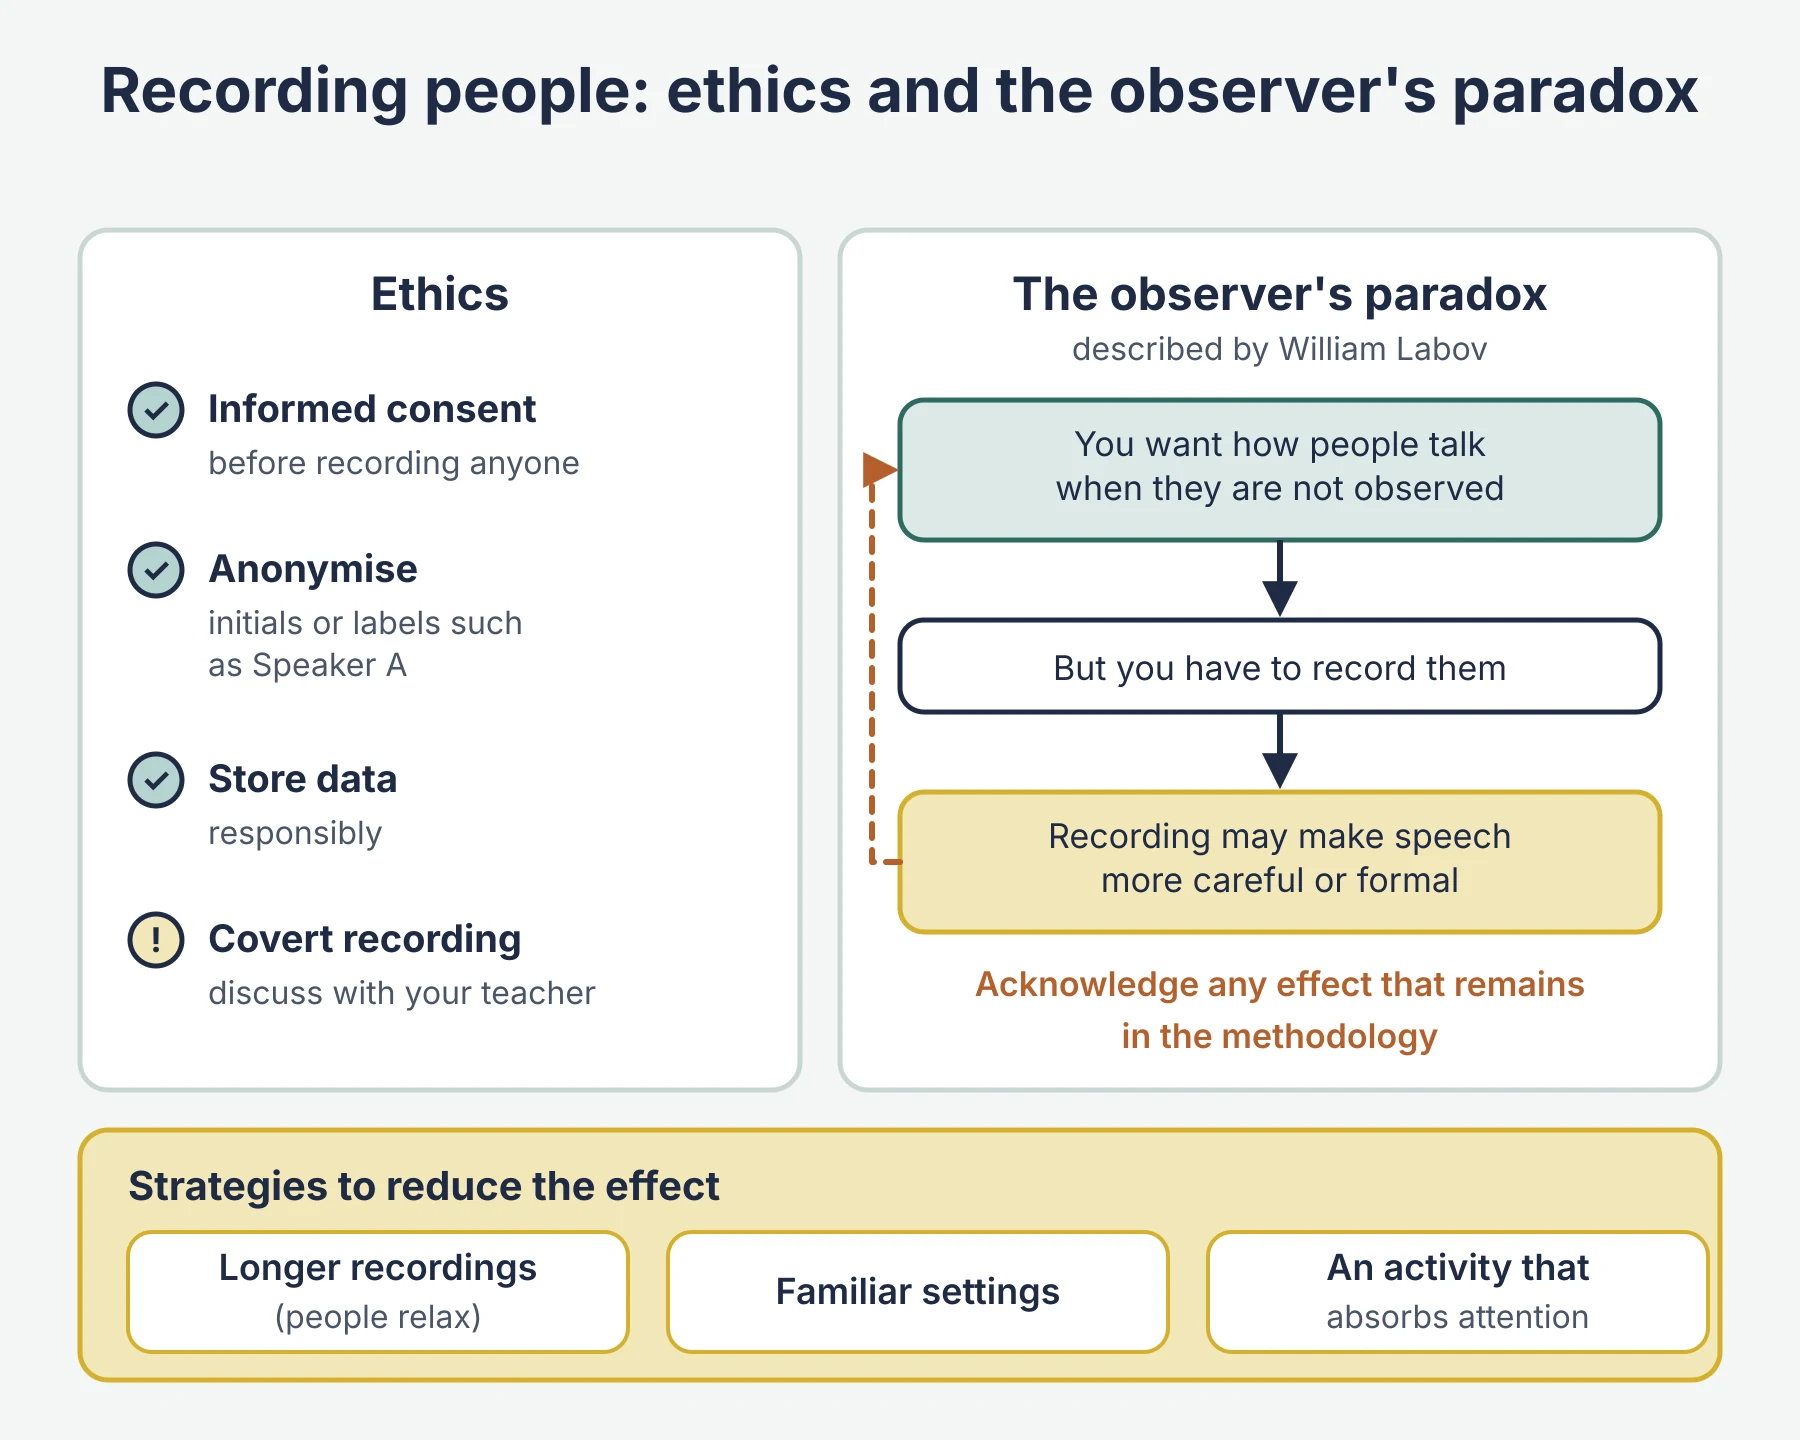 Recording people: ethics and the observer's paradox
Ethics
Informed consent
before recording anyone
Anonymise
initials or labels such
as Speaker A
Store data
responsibly
!
Covert recording
discuss with your teacher
The observer's paradox
described by William Labov
You want how people talk
when they are not observed
But you have to record them
Recording may make speech
more careful or formal
Acknowledge any effect that remains
in the methodology
Strategies to reduce the effect
Longer recordings
(people relax)
Familiar settings
An activity that
absorbs attention